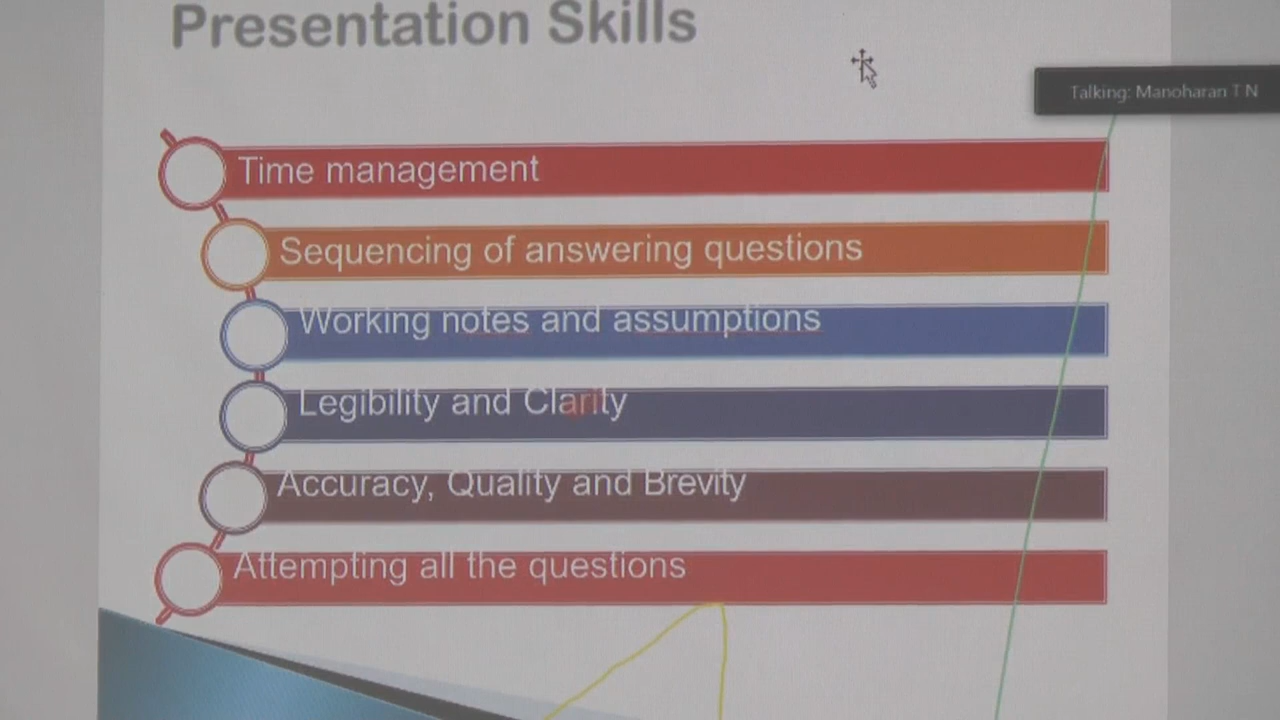 Presentation Skills
Talking: Manoharan T N
Time management
Sequencing of answering questions
Working notes and assumptions
Legibility and Clarity
Accuracy, Quality and Brevity
Attempting all the questions